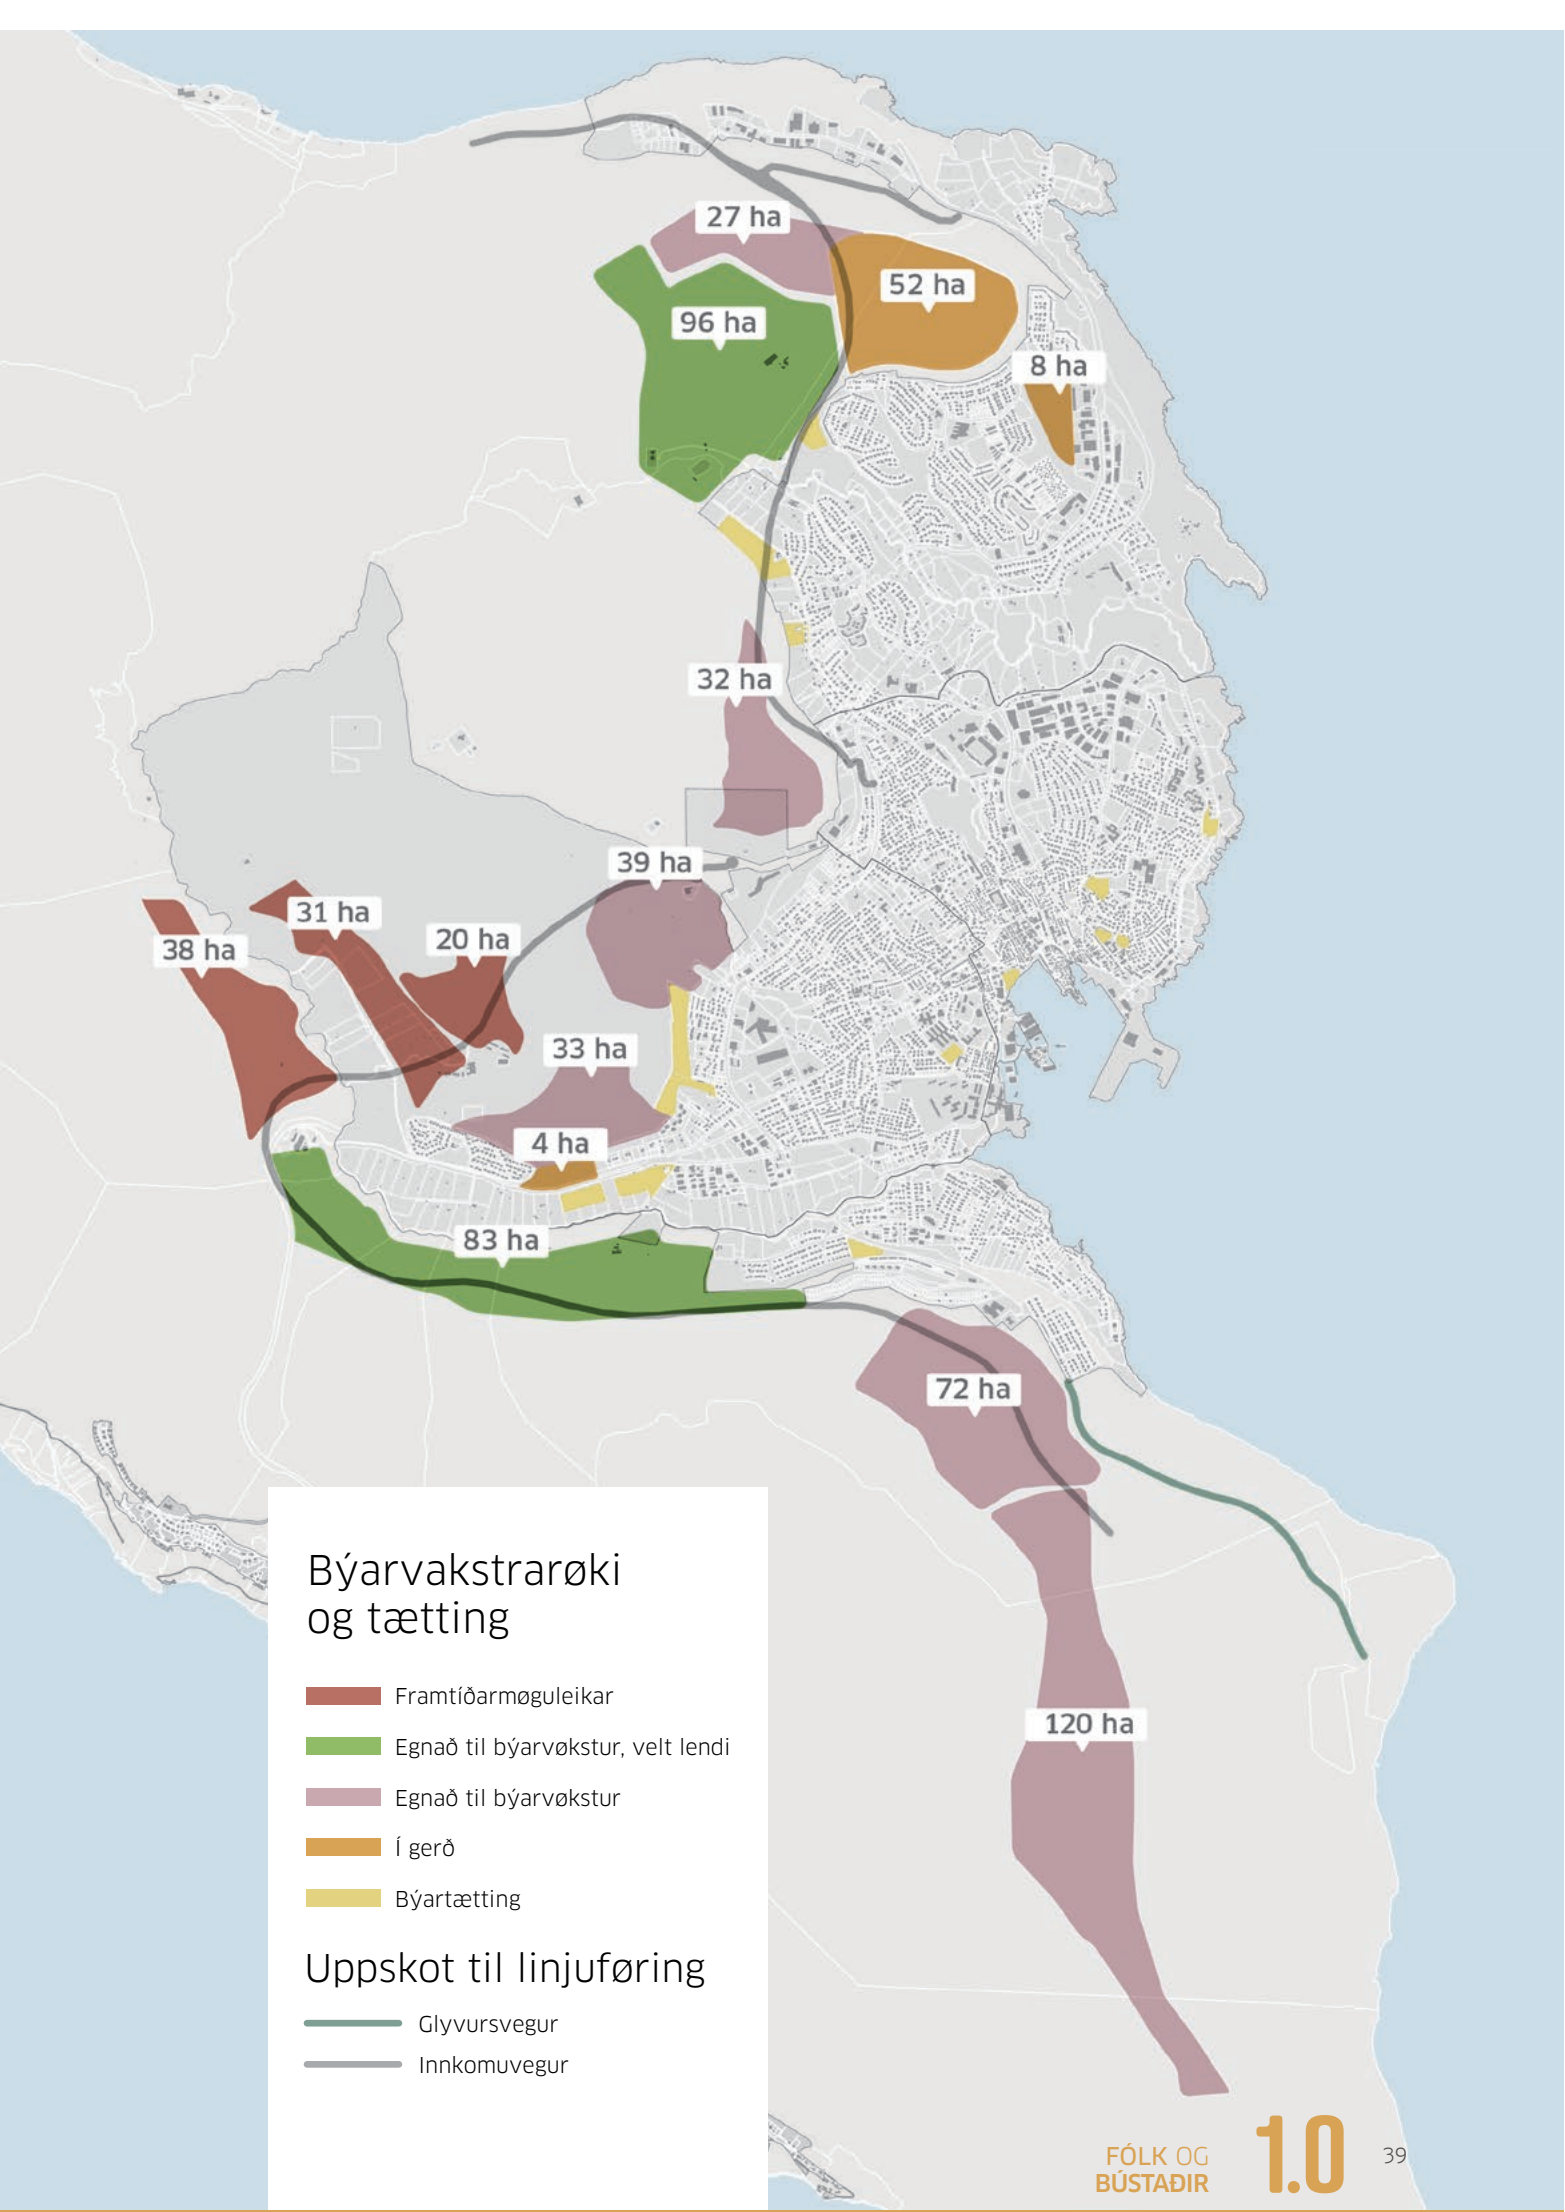 27 ha
52 ha
96 ha
8 ha
32 ha
39 ha
31 ha
20 ha
38 ha
33 ha
4 ha
83 ha
72 ha
120 ha
Býarvakstrarøki
og tætting
Framtíðarmøguleikar
Egnað til býarvøkstur, velt lendi
Egnað til býarvøkstur
Í gerð
Býartætting
Uppskot til linjuføring
Glyvursvegur
Innkomuvegur
FÓLK OG
BÚSTAÐIR
1.0
39